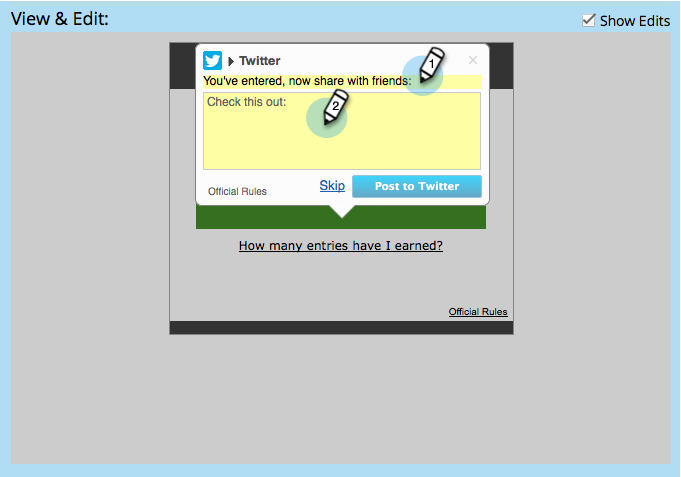 View & Edit:
Show Edits
Twitter
You've entered, now share with friends:
1
Check this out:
2
Official Rules
Skip
Post to Twitter
How many entries have I earned?
Official Rules